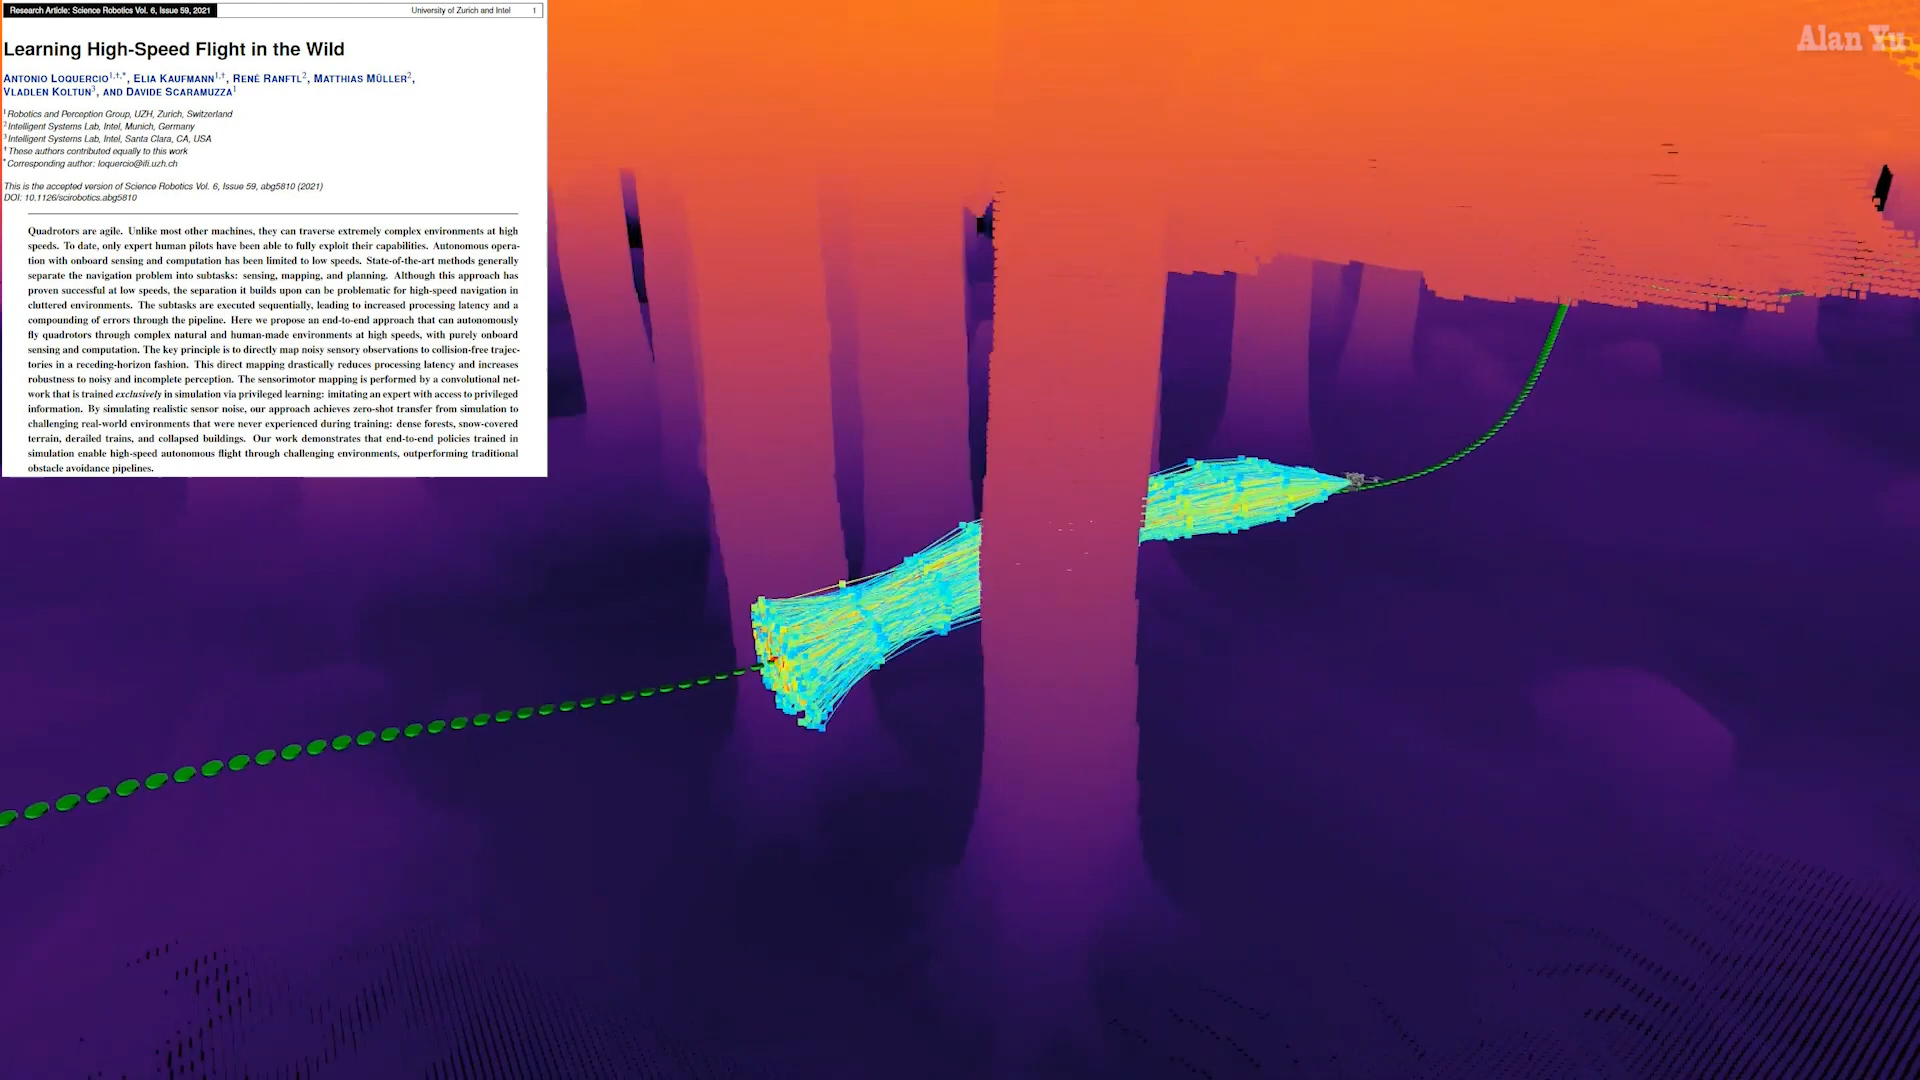 Research Article: Science Robotics Vol. 6, Issue 59, 2021
University of Zurich and Intel 1
Learning High-Speed Flight in the Wild
ANTONIO LOQUERCIO1,†,*, ELIA KAUFMANN1,†, RENÉ RANFTL2, MATTHIAS MÜLLER2,
VLADLEN KOLTUN3, AND DAVIDE SCARAMUZZA1
1 Robotics and Perception Group, UZH, Zurich, Switzerland
2 Intelligent Systems Lab, Intel, Munich, Germany
3 Intelligent Systems Lab, Intel, Santa Clara, CA, USA
† These authors contributed equally to this work
* Corresponding author: loquercio@ifi.uzh.ch
This is the accepted version of Science Robotics Vol. 6, Issue 59, abg5810 (2021)
DOI: 10.1126/scirobotics.abg5810
Quadrotors are agile. Unlike most other machines, they can traverse extremely complex environments at high
speeds. To date, only expert human pilots have been able to fully exploit their capabilities. Autonomous opera-
tion with onboard sensing and computation has been limited to low speeds. State-of-the-art methods generally
separate the navigation problem into subtasks: sensing, mapping, and planning. Although this approach has
proven successful at low speeds, the separation it builds upon can be problematic for high-speed navigation in
cluttered environments. The subtasks are executed sequentially, leading to increased processing latency and a
compounding of errors through the pipeline. Here we propose an end-to-end approach that can autonomously
fly quadrotors through complex natural and human-made environments at high speeds, with purely onboard
sensing and computation. The key principle is to directly map noisy sensory observations to collision-free trajec-
tories in a receding-horizon fashion. This direct mapping drastically reduces processing latency and increases
robustness to noisy and incomplete perception. The sensorimotor mapping is performed by a convolutional net-
work that is trained exclusively in simulation via privileged learning: imitating an expert with access to privileged
information. By simulating realistic sensor noise, our approach achieves zero-shot transfer from simulation to
challenging real-world environments that were never experienced during training: dense forests, snow-covered
terrain, derailed trains, and collapsed buildings. Our work demonstrates that end-to-end policies trained in
simulation enable high-speed autonomous flight through challenging environments, outperforming traditional
obstacle avoidance pipelines.
Alan Yu